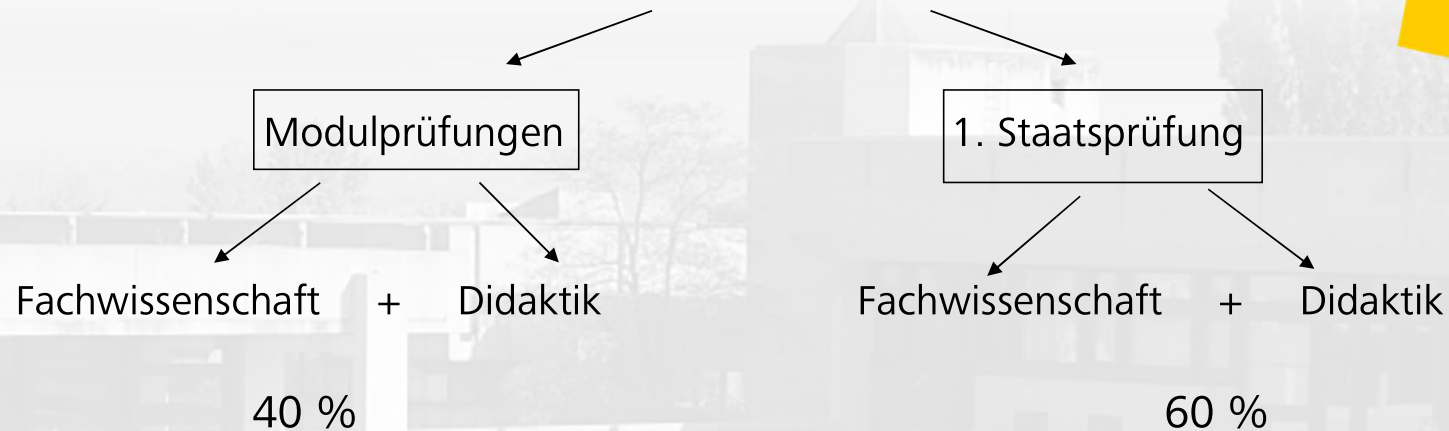 Modulprüfungen 1. Staatsprüfung
Fachwissenschaft + Didaktik Fachwissenschaft + Didaktik
40 % 60 %